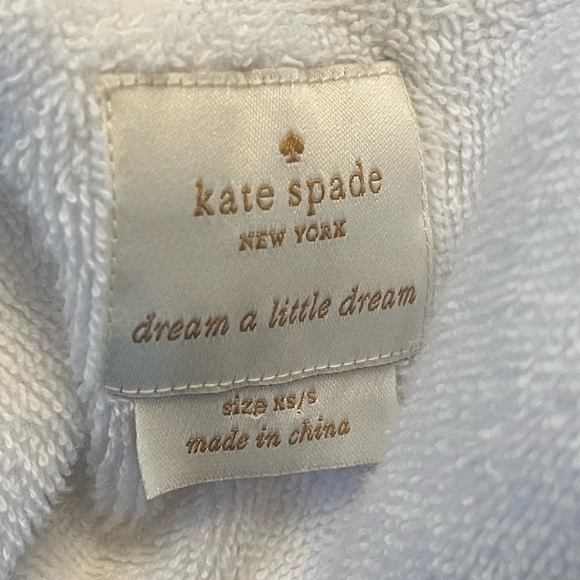 kate spade
NEW YORK
dream a little dream
size xs/s
made in china